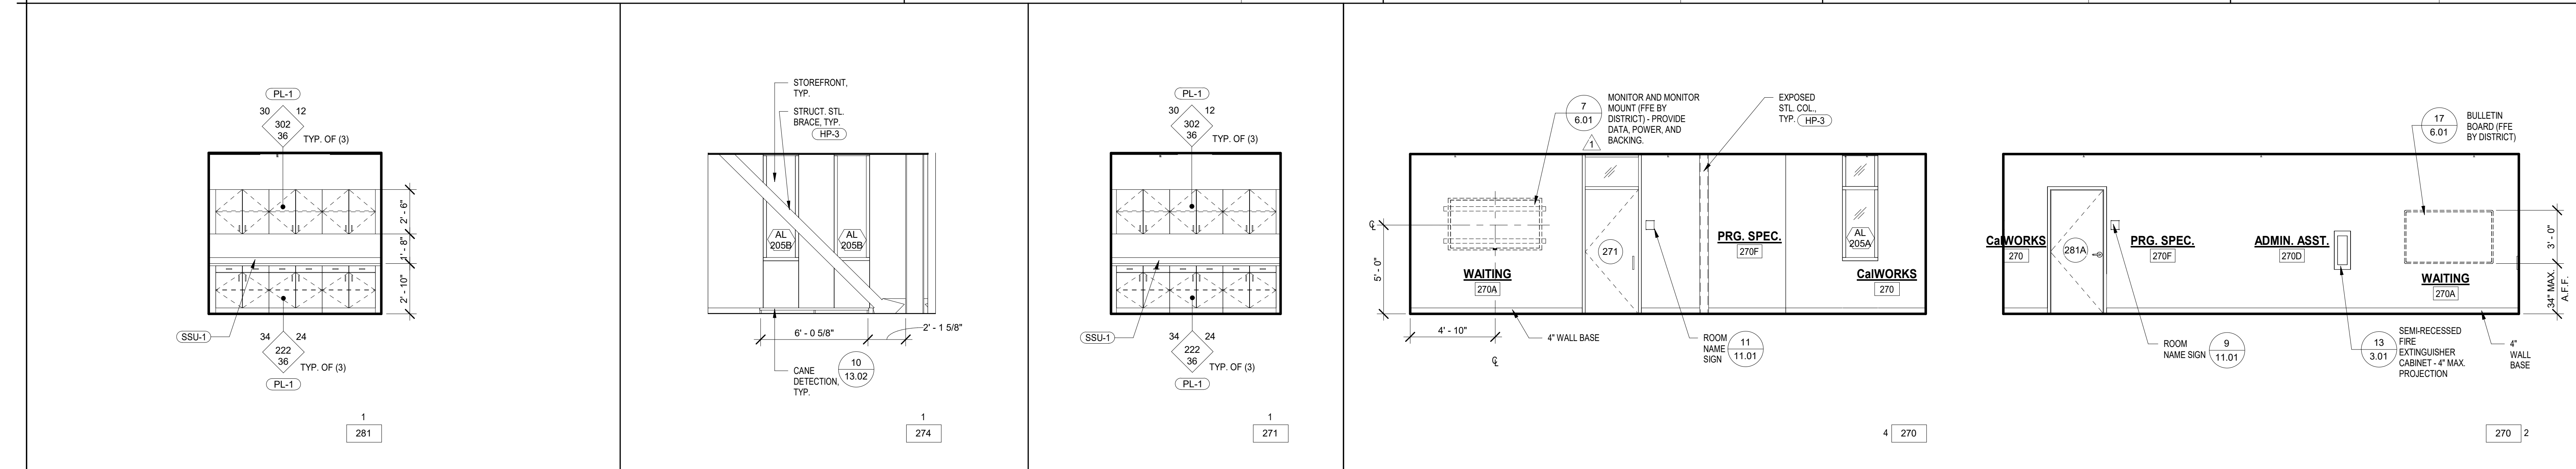 PL-1
30 12
302
36
TYP. OF (3)
2' - 6"
1' - 8"
2' - 10"
SSU-1
34 24
222
36
TYP. OF (3)
PL-1
1
281
STOREFRONT,
TYP.
STRUCT. STL.
BRACE, TYP.
HP-3
AL
205B
AL
205B
6' - 0 5/8"
2' - 1 5/8"
CANE
DETECTION,
TYP.
10
13.02
1
274
PL-1
30 12
302
36
TYP. OF (3)
SSU-1
34 24
222
36
TYP. OF (3)
PL-1
1
271
7
6.01
MONITOR AND MONITOR
MOUNT (FFE BY
DISTRICT) - PROVIDE
DATA, POWER, AND
BACKING.
1
EXPOSED
STL. COL.,
TYP.
HP-3
5' - 0"
4' - 10"
WAITING
270A
271
PRG. SPEC.
270F
AL
205A
CalWORKS
270
4" WALL BASE
ROOM
NAME
SIGN
11
11.01
4 270
17
6.01
BULLETIN
BOARD (FFE
BY DISTRICT)
CalWORKS
270
281A
PRG. SPEC.
270F
ADMIN. ASST.
270D
WAITING
270A
3' - 0"
34" MAX.
A.F.F.
ROOM
NAME SIGN
9
11.01
13
3.01
SEMI-RECESSED
FIRE
EXTINGUISHER
CABINET - 4" MAX.
PROJECTION
4"
WALL
BASE
270 2